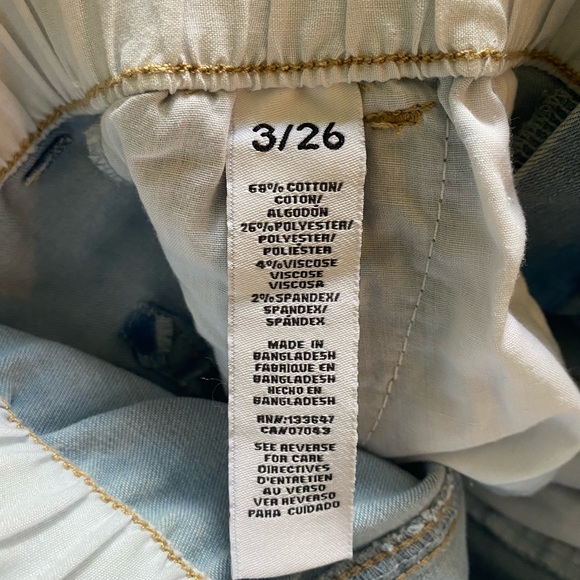 3/26
68% COTTON/
COTON/
ALGODÓN
26% POLYESTER/
POLYESTER/
POLIÉSTER
4% VISCOSE
VISCOSE
VISCOSA
2% SPANDEX/
SPANDEX/
SPANDEX
MADE IN
BANGLADESH
FABRIQUE EN
BANGLADESH
HECHO EN
BANGLADESH
RN#:133647
CA#07043
SEE REVERSE
FOR CARE
DIRECTIVES
D'ENTRETIEN
AU VERSO
VER REVERSO
PARA CUIDADO